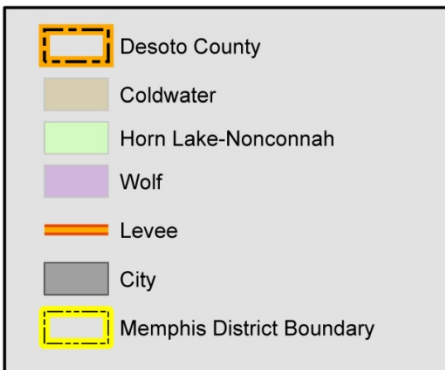 Desoto County
Coldwater
Horn Lake-Nonconnah
Wolf
Levee
City
Memphis District Boundary